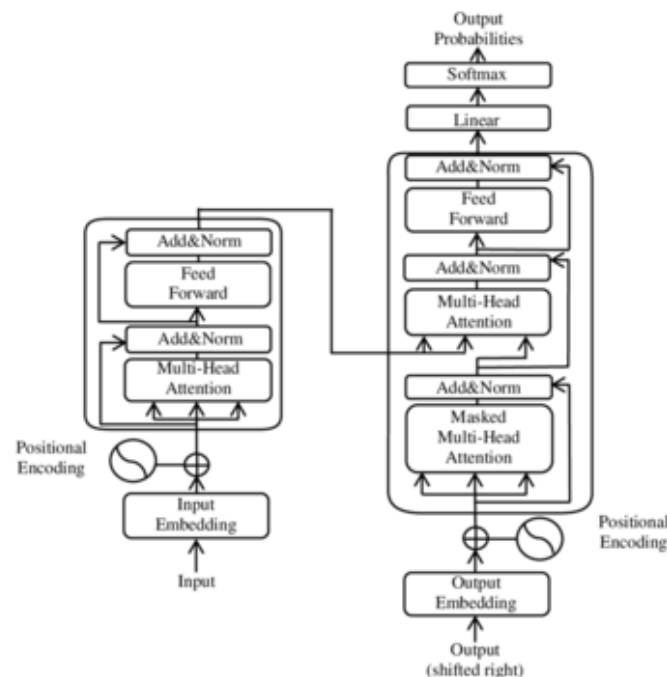 Output
Probabilities
Softmax
Linear
Add&Norm
Feed
Forward
Add&Norm
Multi-Head
Attention
Add&Norm
Masked
Multi-Head
Attention
Positional
Encoding
Output
Embedding
Output
(shifted right)
Add&Norm
Feed
Forward
Add&Norm
Multi-Head
Attention
Positional
Encoding
Input
Embedding
Input